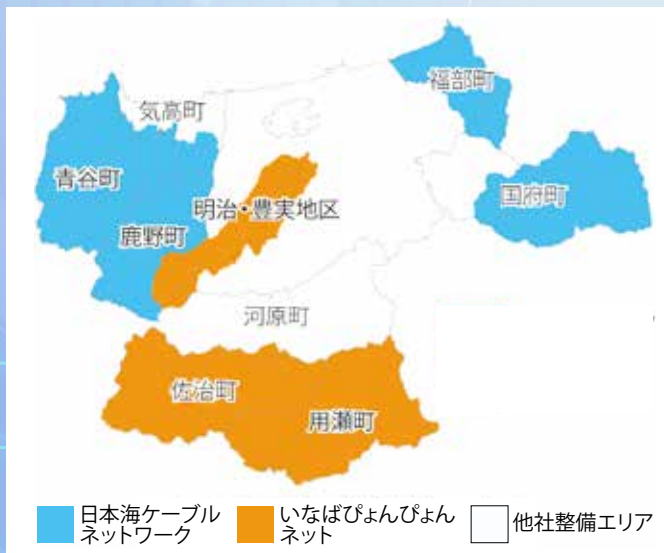 福部町
気高町
青谷町
国府町
明治・豊実地区
鹿野町
河原町
佐治町
用瀬町
日本海ケーブル
ネットワーク
いなばぴょんぴょん
ネット
他社整備エリア